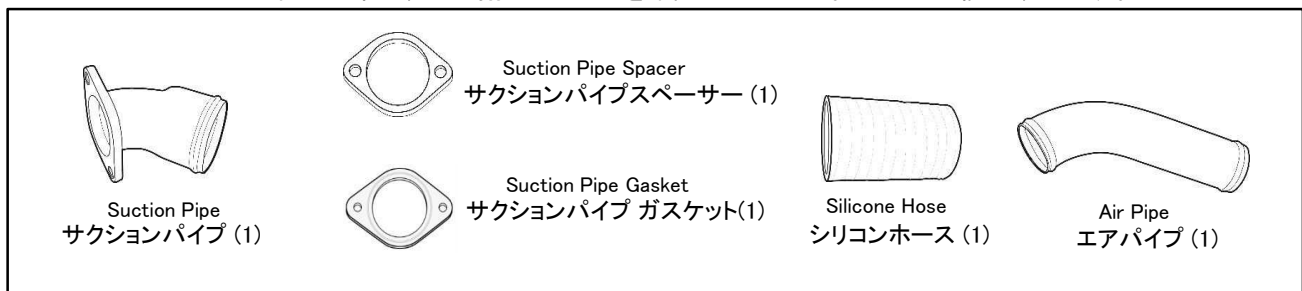 Suction Pipe Spacer
サクションパイプスペーサー (1)
Suction Pipe Gasket
サクションパイプ ガスケット(1)
Suction Pipe
サクションパイプ (1)
Silicone Hose
シリコンホース (1)
Air Pipe
エアパイプ (1)